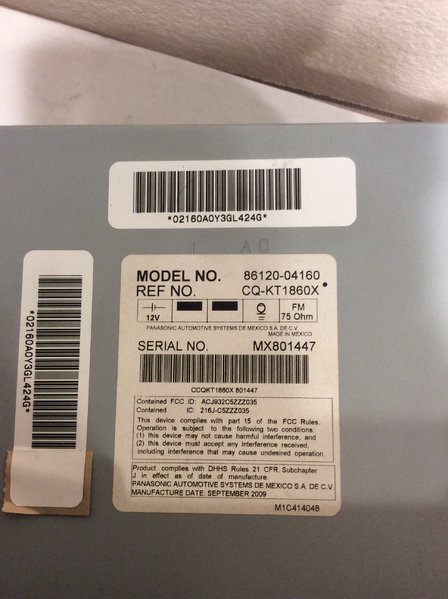 *02160A0Y3GL424G*
A0
*02160A0Y3GL424G*
MODEL NO. 86120-04160
REF NO. CQ-KT1860X
12V
FM
75 Ohm
PANASONIC AUTOMOTIVE SYSTEMS DE MEXICO S.A. DE C.V.
MADE IN MEXICO
SERIAL NO. MX801447
CCQKT1860X 801447
Contained FCC ID: ACJ932C5ZZZ035
Contained IC: 216J-C5ZZZ035
This device complies with part 15 of the FCC Rules.
Operation is subject to the following two conditions:
(1) this device may not cause harmful interference, and
(2) this device must accept any interference received,
including interference that may cause undesired operation.
Product complies with DHHS Rules 21 CFR, Subchapter
J in effect as of date of manufacture.
PANASONIC AUTOMOTIVE SYSTEMS DE MEXICO S.A. DE C.V.
MANUFACTURE DATE: SEPTEMBER 2009
M1C414048